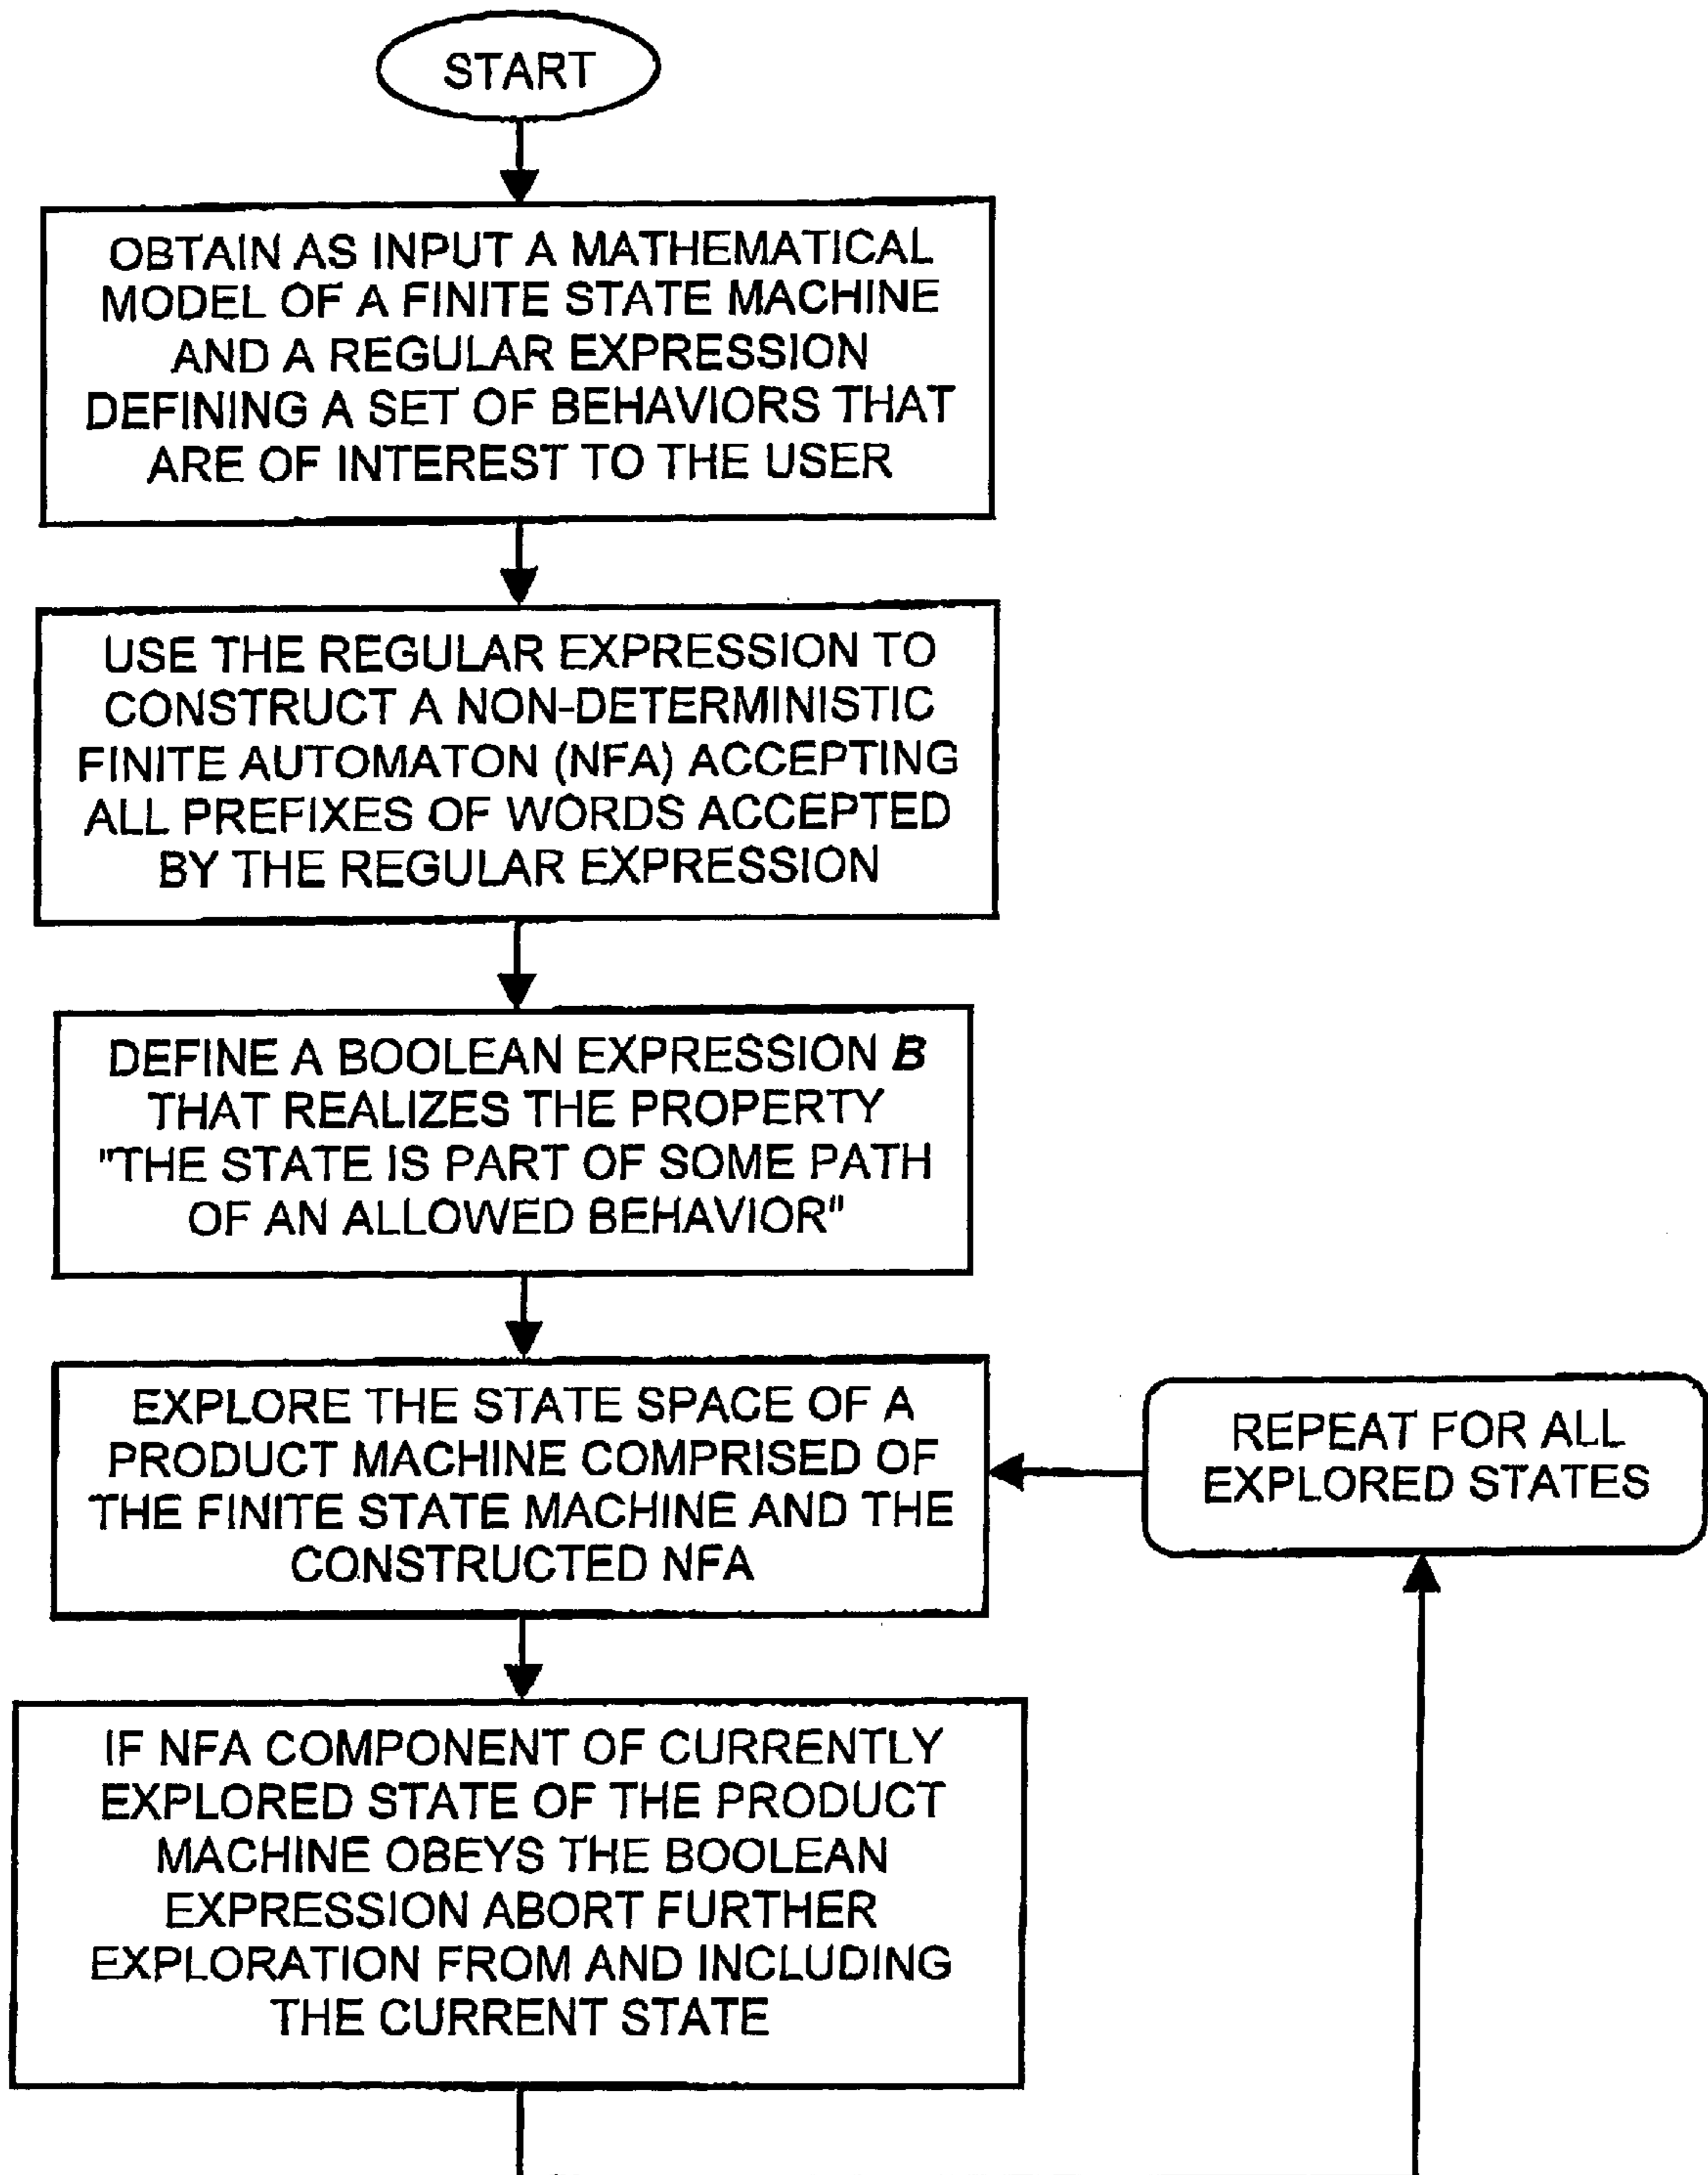 START
OBTAIN AS INPUT A MATHEMATICAL
MODEL OF A FINITE STATE MACHINE
AND A REGULAR EXPRESSION
DEFINING A SET OF BEHAVIORS THAT
ARE OF INTEREST TO THE USER
USE THE REGULAR EXPRESSION TO
CONSTRUCT A NON-DETERMINISTIC
FINITE AUTOMATON (NFA) ACCEPTING
ALL PREFIXES OF WORDS ACCEPTED
BY THE REGULAR EXPRESSION
DEFINE A BOOLEAN EXPRESSION B
THAT REALIZES THE PROPERTY
"THE STATE IS PART OF SOME PATH
OF AN ALLOWED BEHAVIOR"
EXPLORE THE STATE SPACE OF A
PRODUCT MACHINE COMPRISED OF
THE FINITE STATE MACHINE AND THE
CONSTRUCTED NFA
REPEAT FOR ALL
EXPLORED STATES
IF NFA COMPONENT OF CURRENTLY
EXPLORED STATE OF THE PRODUCT
MACHINE OBEYS THE BOOLEAN
EXPRESSION ABORT FURTHER
EXPLORATION FROM AND INCLUDING
THE CURRENT STATE